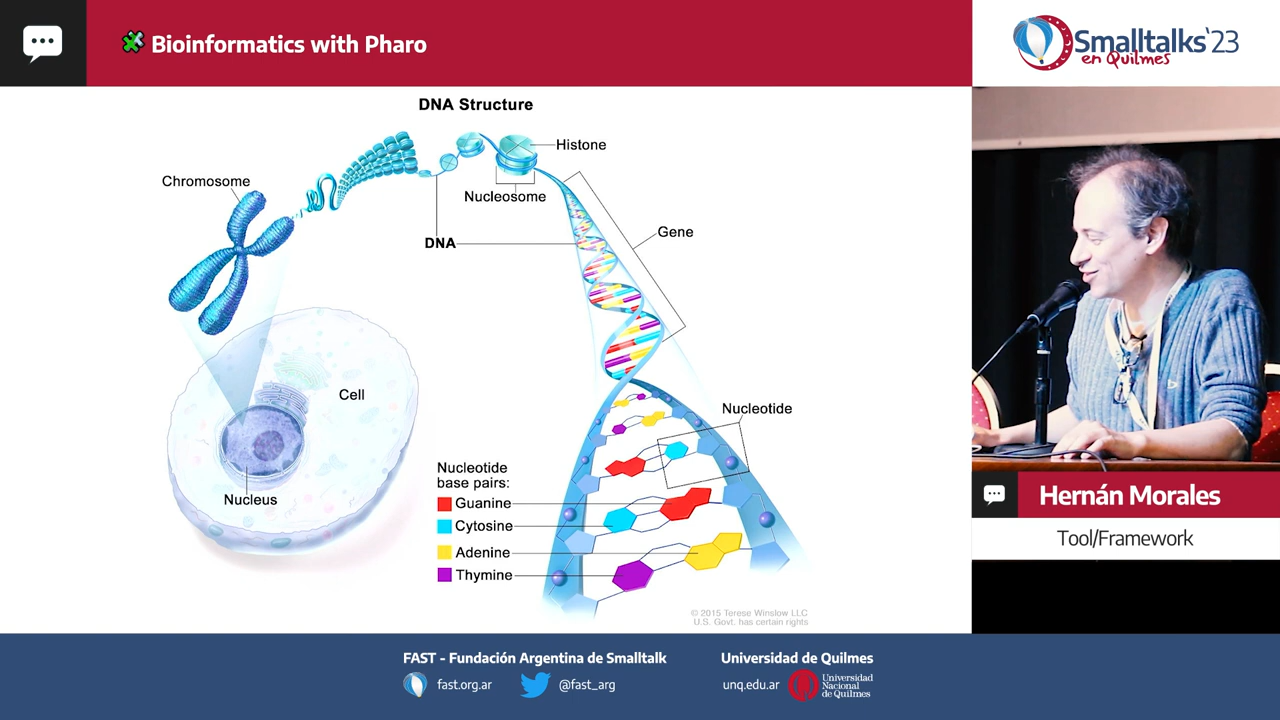 Bioinformatics with Pharo
Smalltalks'23
en Quilmes
DNA Structure
Histone
Chromosome
Nucleosome
Gene
DNA
Cell
Nucleotide
Nucleus
Nucleotide
base pairs:
Guanine
Cytosine
Adenine
Thymine
© 2015 Terese Winslow LLC
U.S. Govt. has certain rights
Hernán Morales
Tool/Framework
FAST - Fundación Argentina de Smalltalk
fast.org.ar
@fast_arg
Universidad de Quilmes
unq.edu.ar
Universidad
Nacional
de Quilmes